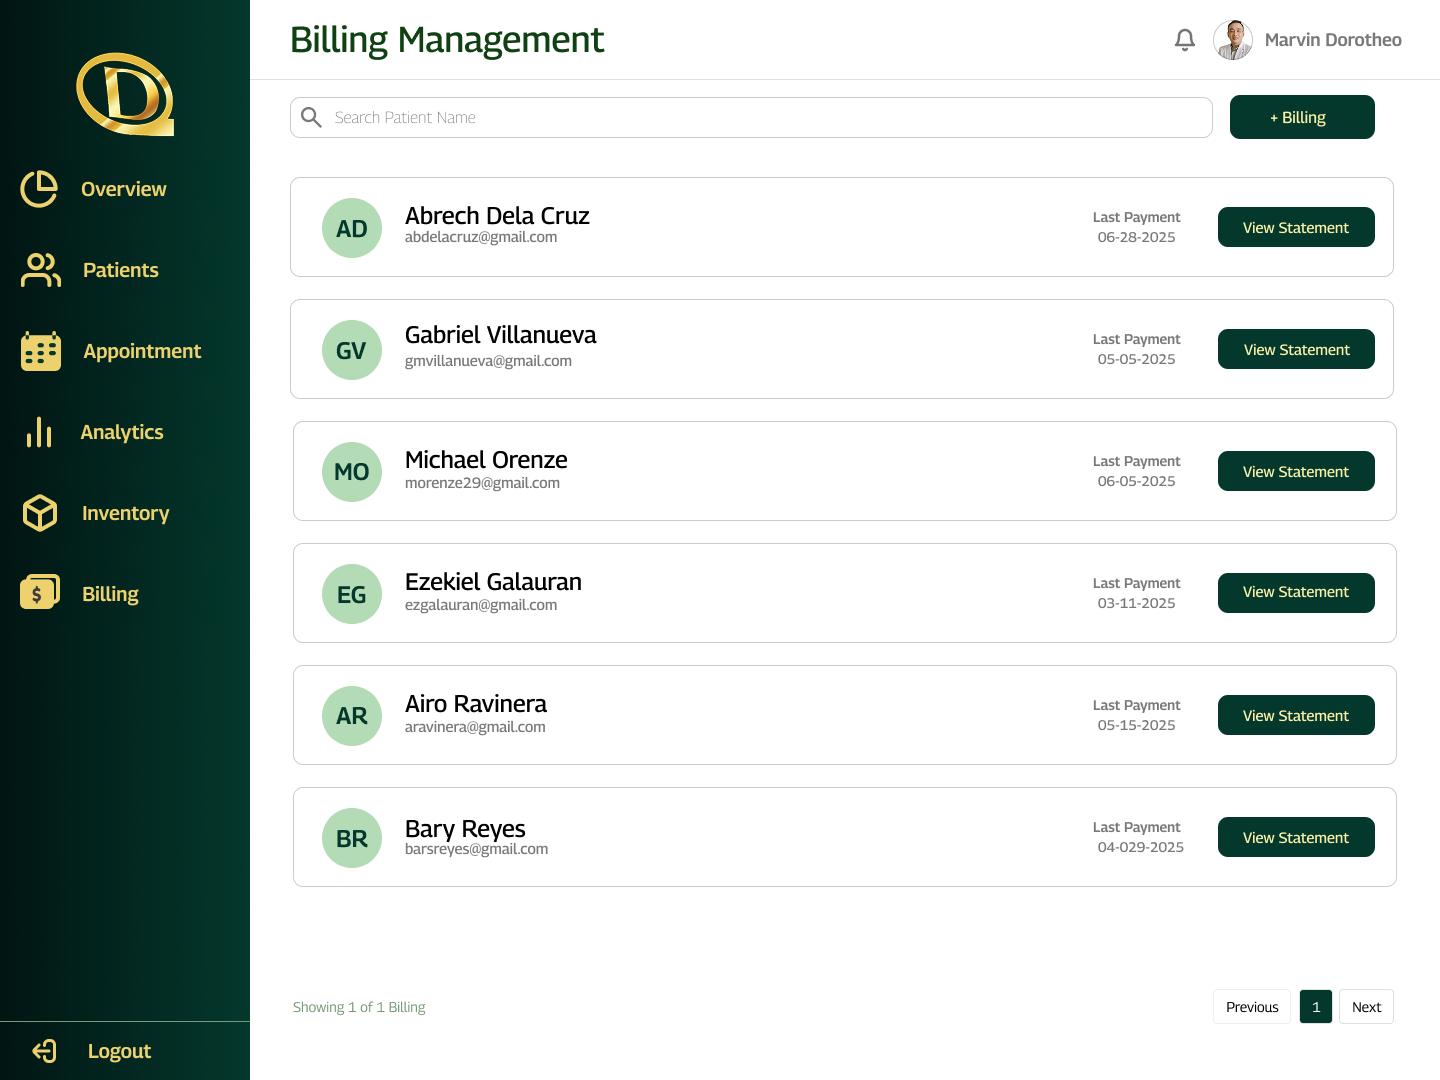 D
Billing Management
Marvin Dorotheo
Search Patient Name
+ Billing
Overview
Patients
Appointment
Analytics
Inventory
$
Billing
Logout
AD
Abrech Dela Cruz
abdelacruz@gmail.com
Last Payment
06-28-2025
View Statement
GV
Gabriel Villanueva
gmvillanueva@gmail.com
Last Payment
05-05-2025
View Statement
MO
Michael Orenze
morenze29@gmail.com
Last Payment
06-05-2025
View Statement
EG
Ezekiel Galauran
ezgalauran@gmail.com
Last Payment
03-11-2025
View Statement
AR
Airo Ravinera
aravinera@gmail.com
Last Payment
05-15-2025
View Statement
BR
Bary Reyes
barsreyes@gmail.com
Last Payment
04-029-2025
View Statement
Showing 1 of 1 Billing
Previous
1
Next